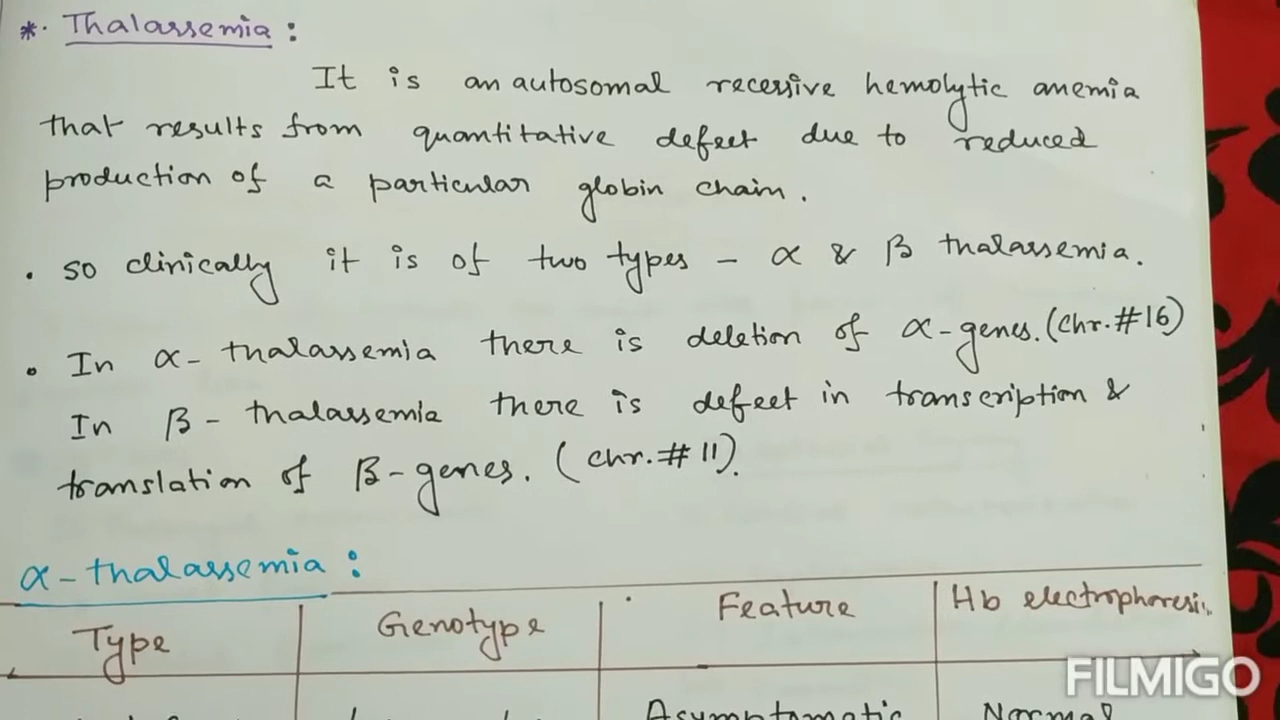 *. Thalassemia :
It is an autosomal recessive hemolytic anemia
that results from quantitative defect due to reduced
production of a particular globin chain.
. so clinically it is of two types - α & β thalassemia.
. In α- thalassemia there is deletion of α-genes. (chr. #16)
In β - thalassemia there is defect in transcription &
translation of β-genes. (chr. # 11).
α-thalassemia :
Type Genotype Feature Hb electrophoresis
Asymptomatic Normal
FILMIGO